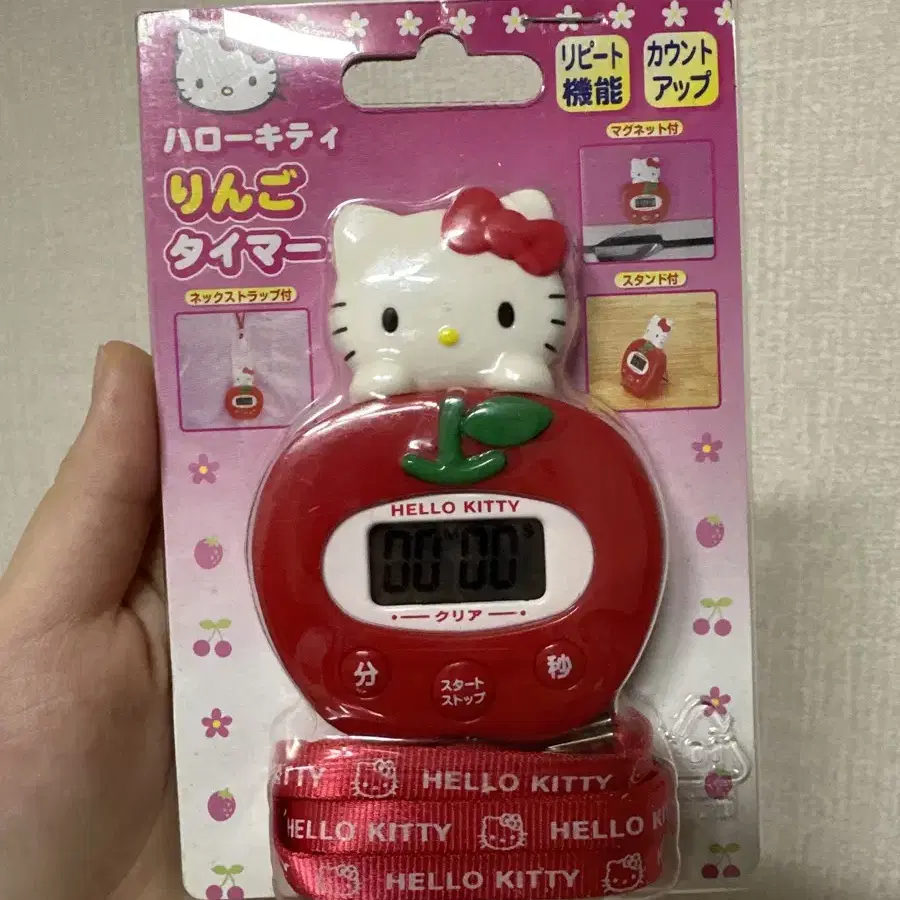 リピート
機能
カウント
アップ
ハローキティ
りんご
タイマー
マグネット付
ネックストラップ付
スタンド付
HELLO KITTY
00"00"
クリア
分
スタート
ストップ
秒
KITTY HELLO KITTY
HELLO KITTY HELLO K
HELLO KITTY